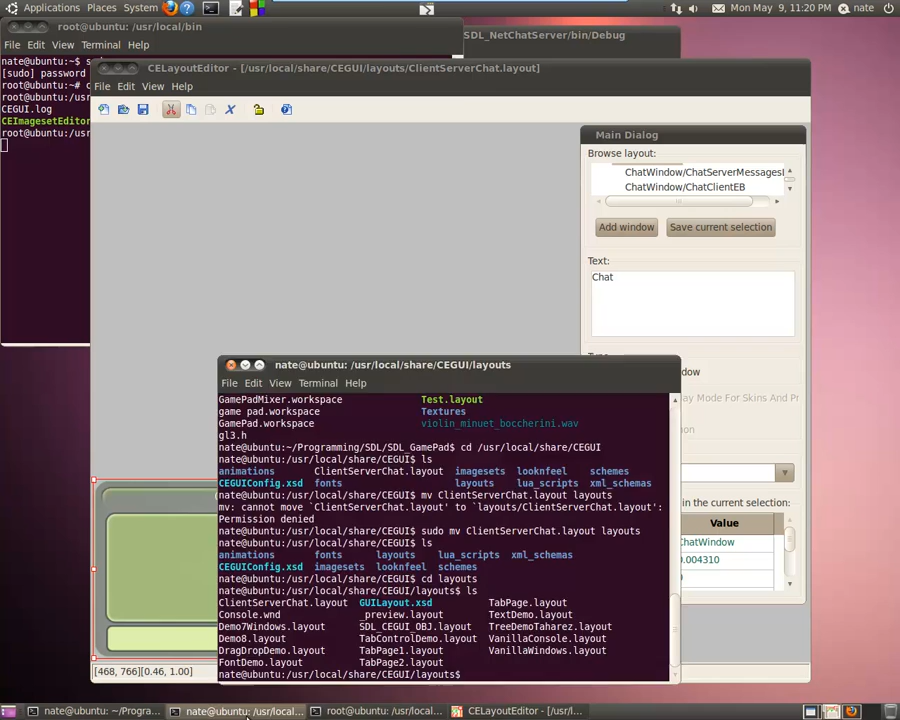 Applications Places System
Mon May 9, 11:20 PM nate
root@ubuntu: /usr/local/bin
File Edit View Terminal Help
nate@ubuntu:~$ s
[sudo] password
root@ubuntu:~# c
root@ubuntu:/usr
CEGUI.log
CEImagesetEditor
root@ubuntu:/usr
SDL_NetChatServer/bin/Debug
CELayoutEditor - [/usr/local/share/CEGUI/layouts/ClientServerChat.layout]
File Edit View Help
Main Dialog
Browse layout:
ChatWindow/ChatServerMessagesL
ChatWindow/ChatClientEB
Add window Save current selection
Text:
Chat
ndow
ay Mode For Skins And Pr
on
in the current selection:
Value
ChatWindow
0.004310
[468, 766][0.46, 1.00]
nate@ubuntu: /usr/local/share/CEGUI/layouts
File Edit View Terminal Help
GamePadMixer.workspace Test.layout
game pad.workspace Textures
GamePad.workspace violin_minuet_boccherini.wav
gl3.h
nate@ubuntu:~/Programming/SDL/SDL_GamePad$ cd /usr/local/share/CEGUI
nate@ubuntu:/usr/local/share/CEGUI$ ls
animations ClientServerChat.layout imagesets looknfeel schemes
CEGUIConfig.xsd fonts layouts lua_scripts xml_schemas
nate@ubuntu:/usr/local/share/CEGUI$ mv ClientServerChat.layout layouts
mv: cannot move `ClientServerChat.layout' to `layouts/ClientServerChat.layout':
Permission denied
nate@ubuntu:/usr/local/share/CEGUI$ sudo mv ClientServerChat.layout layouts
nate@ubuntu:/usr/local/share/CEGUI$ ls
animations fonts layouts lua_scripts xml_schemas
CEGUIConfig.xsd imagesets looknfeel schemes
nate@ubuntu:/usr/local/share/CEGUI$ cd layouts
nate@ubuntu:/usr/local/share/CEGUI/layouts$ ls
ClientServerChat.layout GUILayout.xsd TabPage.layout
Console.wnd _preview.layout TextDemo.layout
Demo7Windows.layout SDL_CEGUI_OBJ.layout TreeDemoTaharez.layout
Demo8.layout TabControlDemo.layout VanillaConsole.layout
DragDropDemo.layout TabPage1.layout VanillaWindows.layout
FontDemo.layout TabPage2.layout
nate@ubuntu:/usr/local/share/CEGUI/layouts$
nate@ubuntu: ~/Progra... nate@ubuntu: /usr/local... root@ubuntu: /usr/local... CELayoutEditor - [/usr/l...